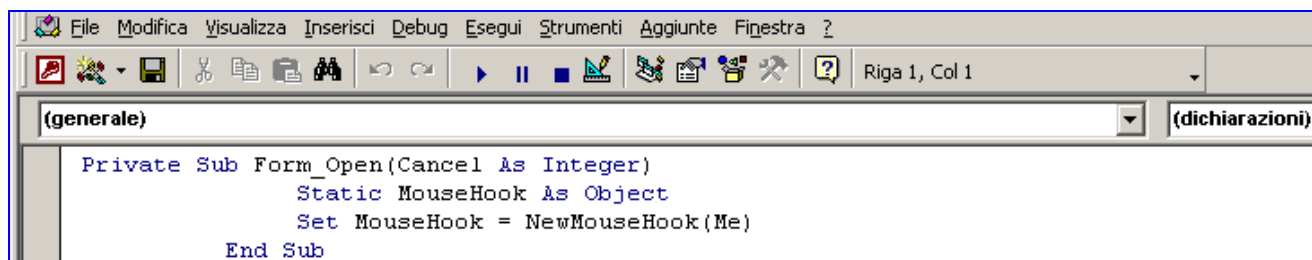 File Modifica Visualizza Inserisci Debug Esegui Strumenti Aggiunte Finestra ?
Riga 1, Col 1
(generale) (dichiarazioni)
Private Sub Form_Open(Cancel As Integer)
Static MouseHook As Object
Set MouseHook = NewMouseHook(Me)
End Sub